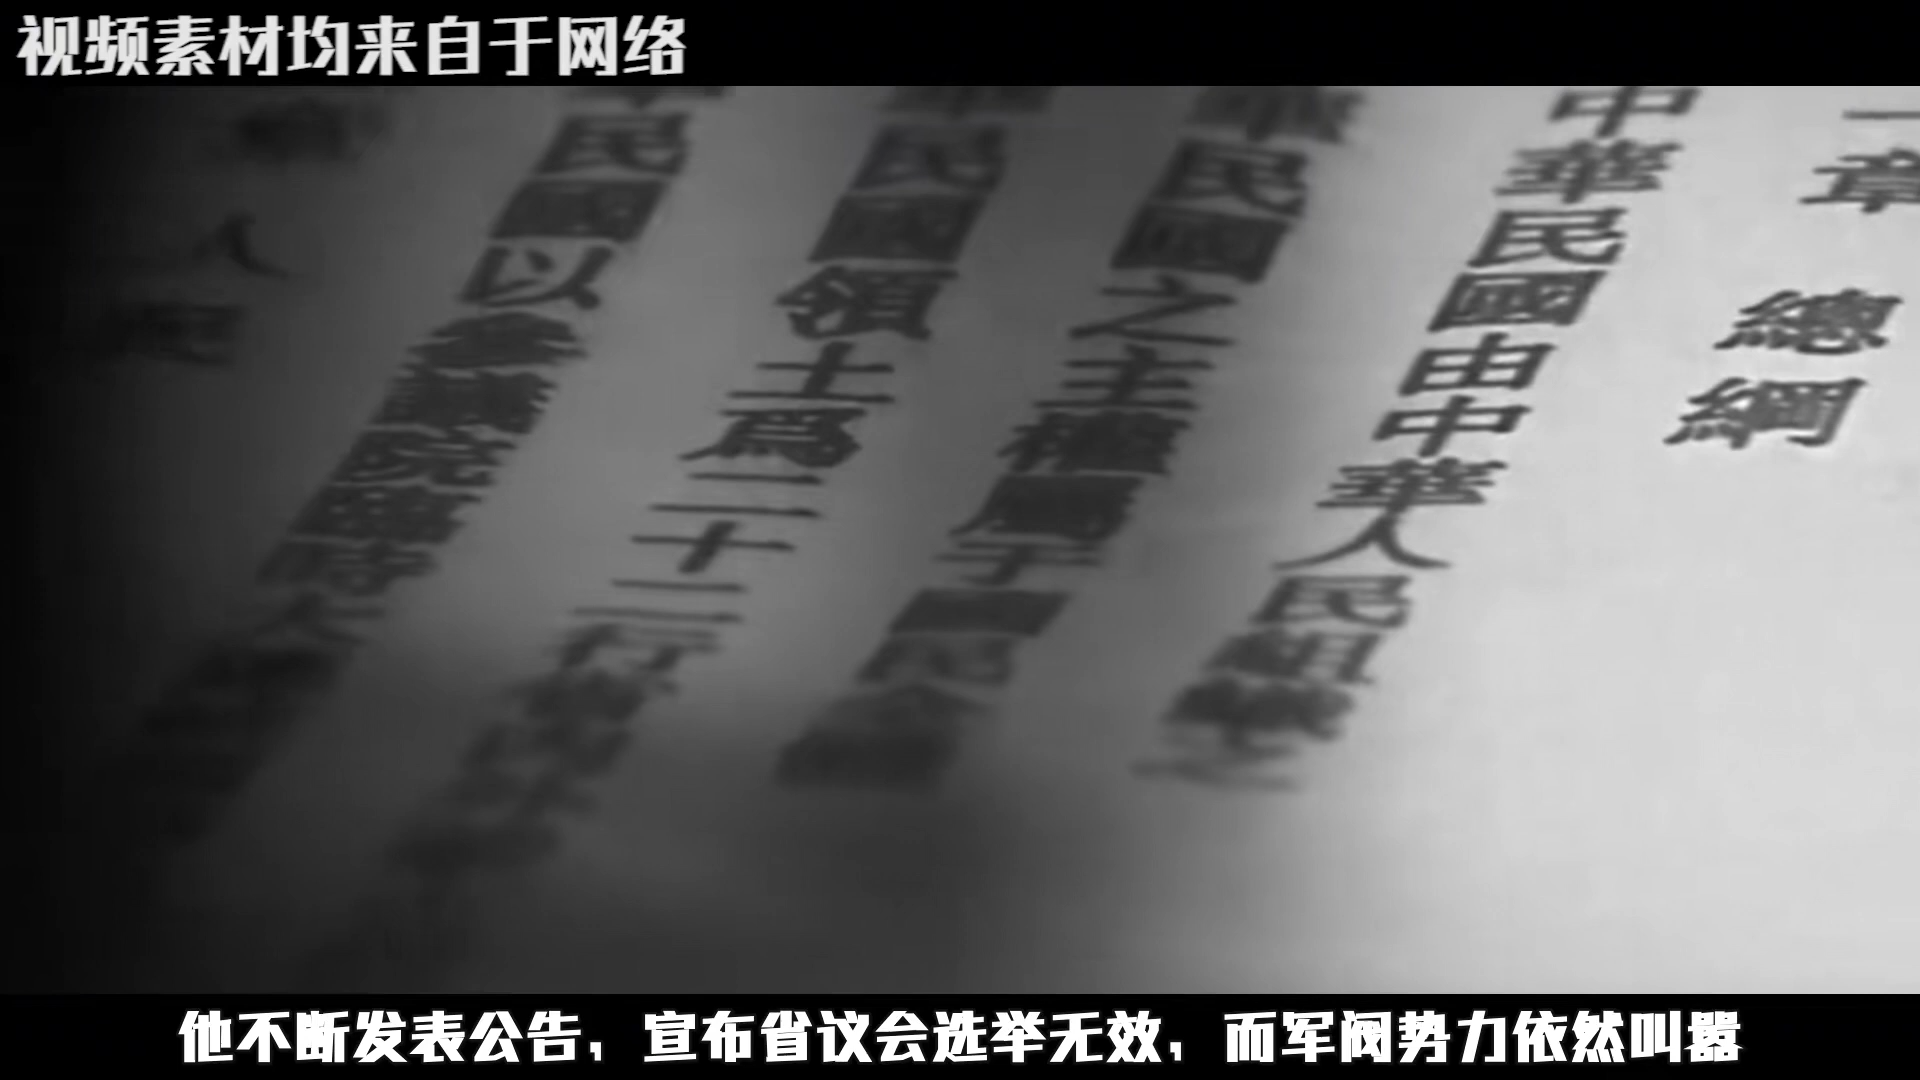 视频素材均来自于网络
一章 總綱
中華民國由中華人民組織之
民國之主權屬于國民全體
民國領土爲二十二行省
民國以參議院臨時大
人民
他不断发表公告，宣布省议会选举无效，而军阀势力依然叫嚣